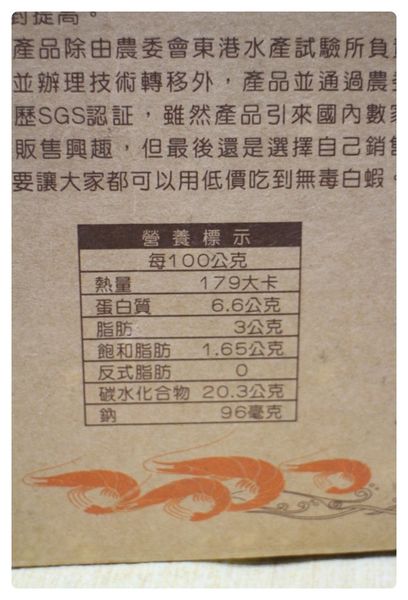 對提高。
產品除由農委會東港水產試驗所負責
並辦理技術轉移外，產品並通過農委
歷SGS認証，雖然產品引來國內數家
販售興趣，但最後還是選擇自己銷售
要讓大家都可以用低價吃到無毒白蝦。
營養標示
每100公克
熱量 179大卡
蛋白質 6.6公克
脂肪 3公克
飽和脂肪 1.65公克
反式脂肪 0
碳水化合物 20.3公克
鈉 96毫克